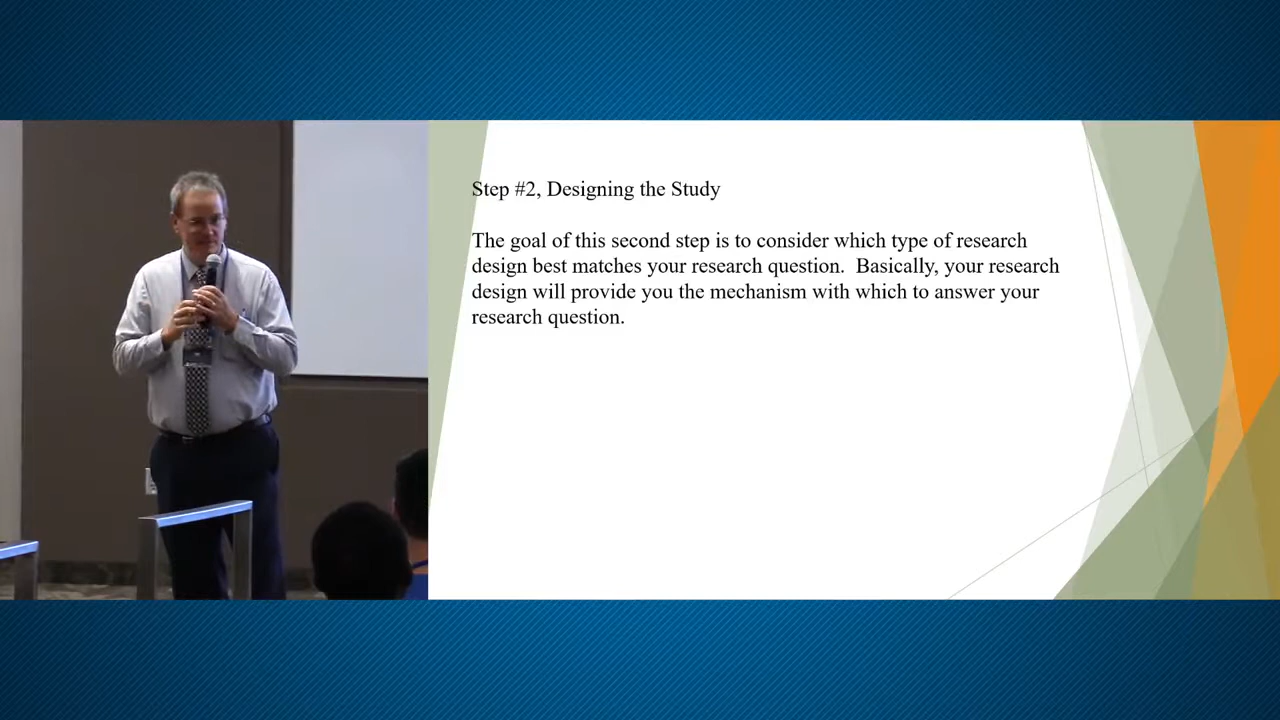 Step #2, Designing the Study
The goal of this second step is to consider which type of research
design best matches your research question.  Basically, your research
design will provide you the mechanism with which to answer your
research question.